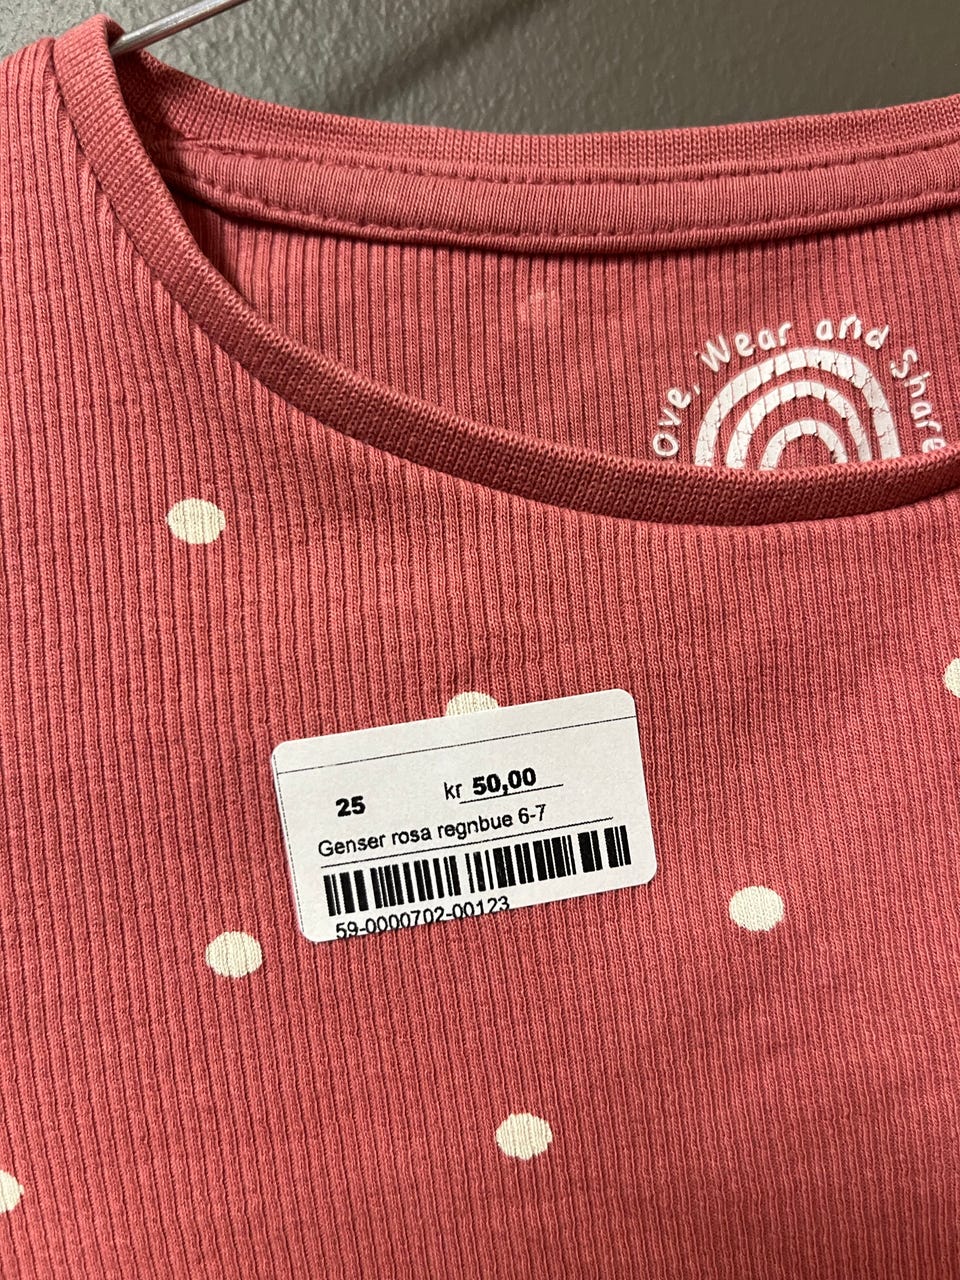 ove, Wear and Share
25 kr 50,00
Genser rosa regnbue 6-7
59-0000702-00123